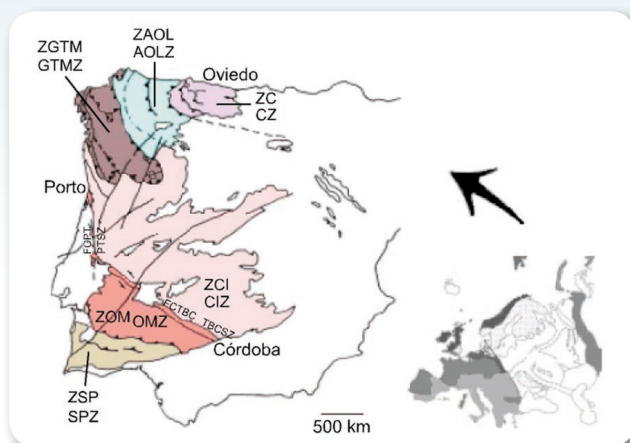 ZGTM
GTMZ
ZAOL
AOLZ
Oviedo
ZC
CZ
Porto
FCPT
PTSZ
ZCI
CIZ
ZOM OMZ
FCTBC TBCSZ
Córdoba
ZSP
SPZ
500 km